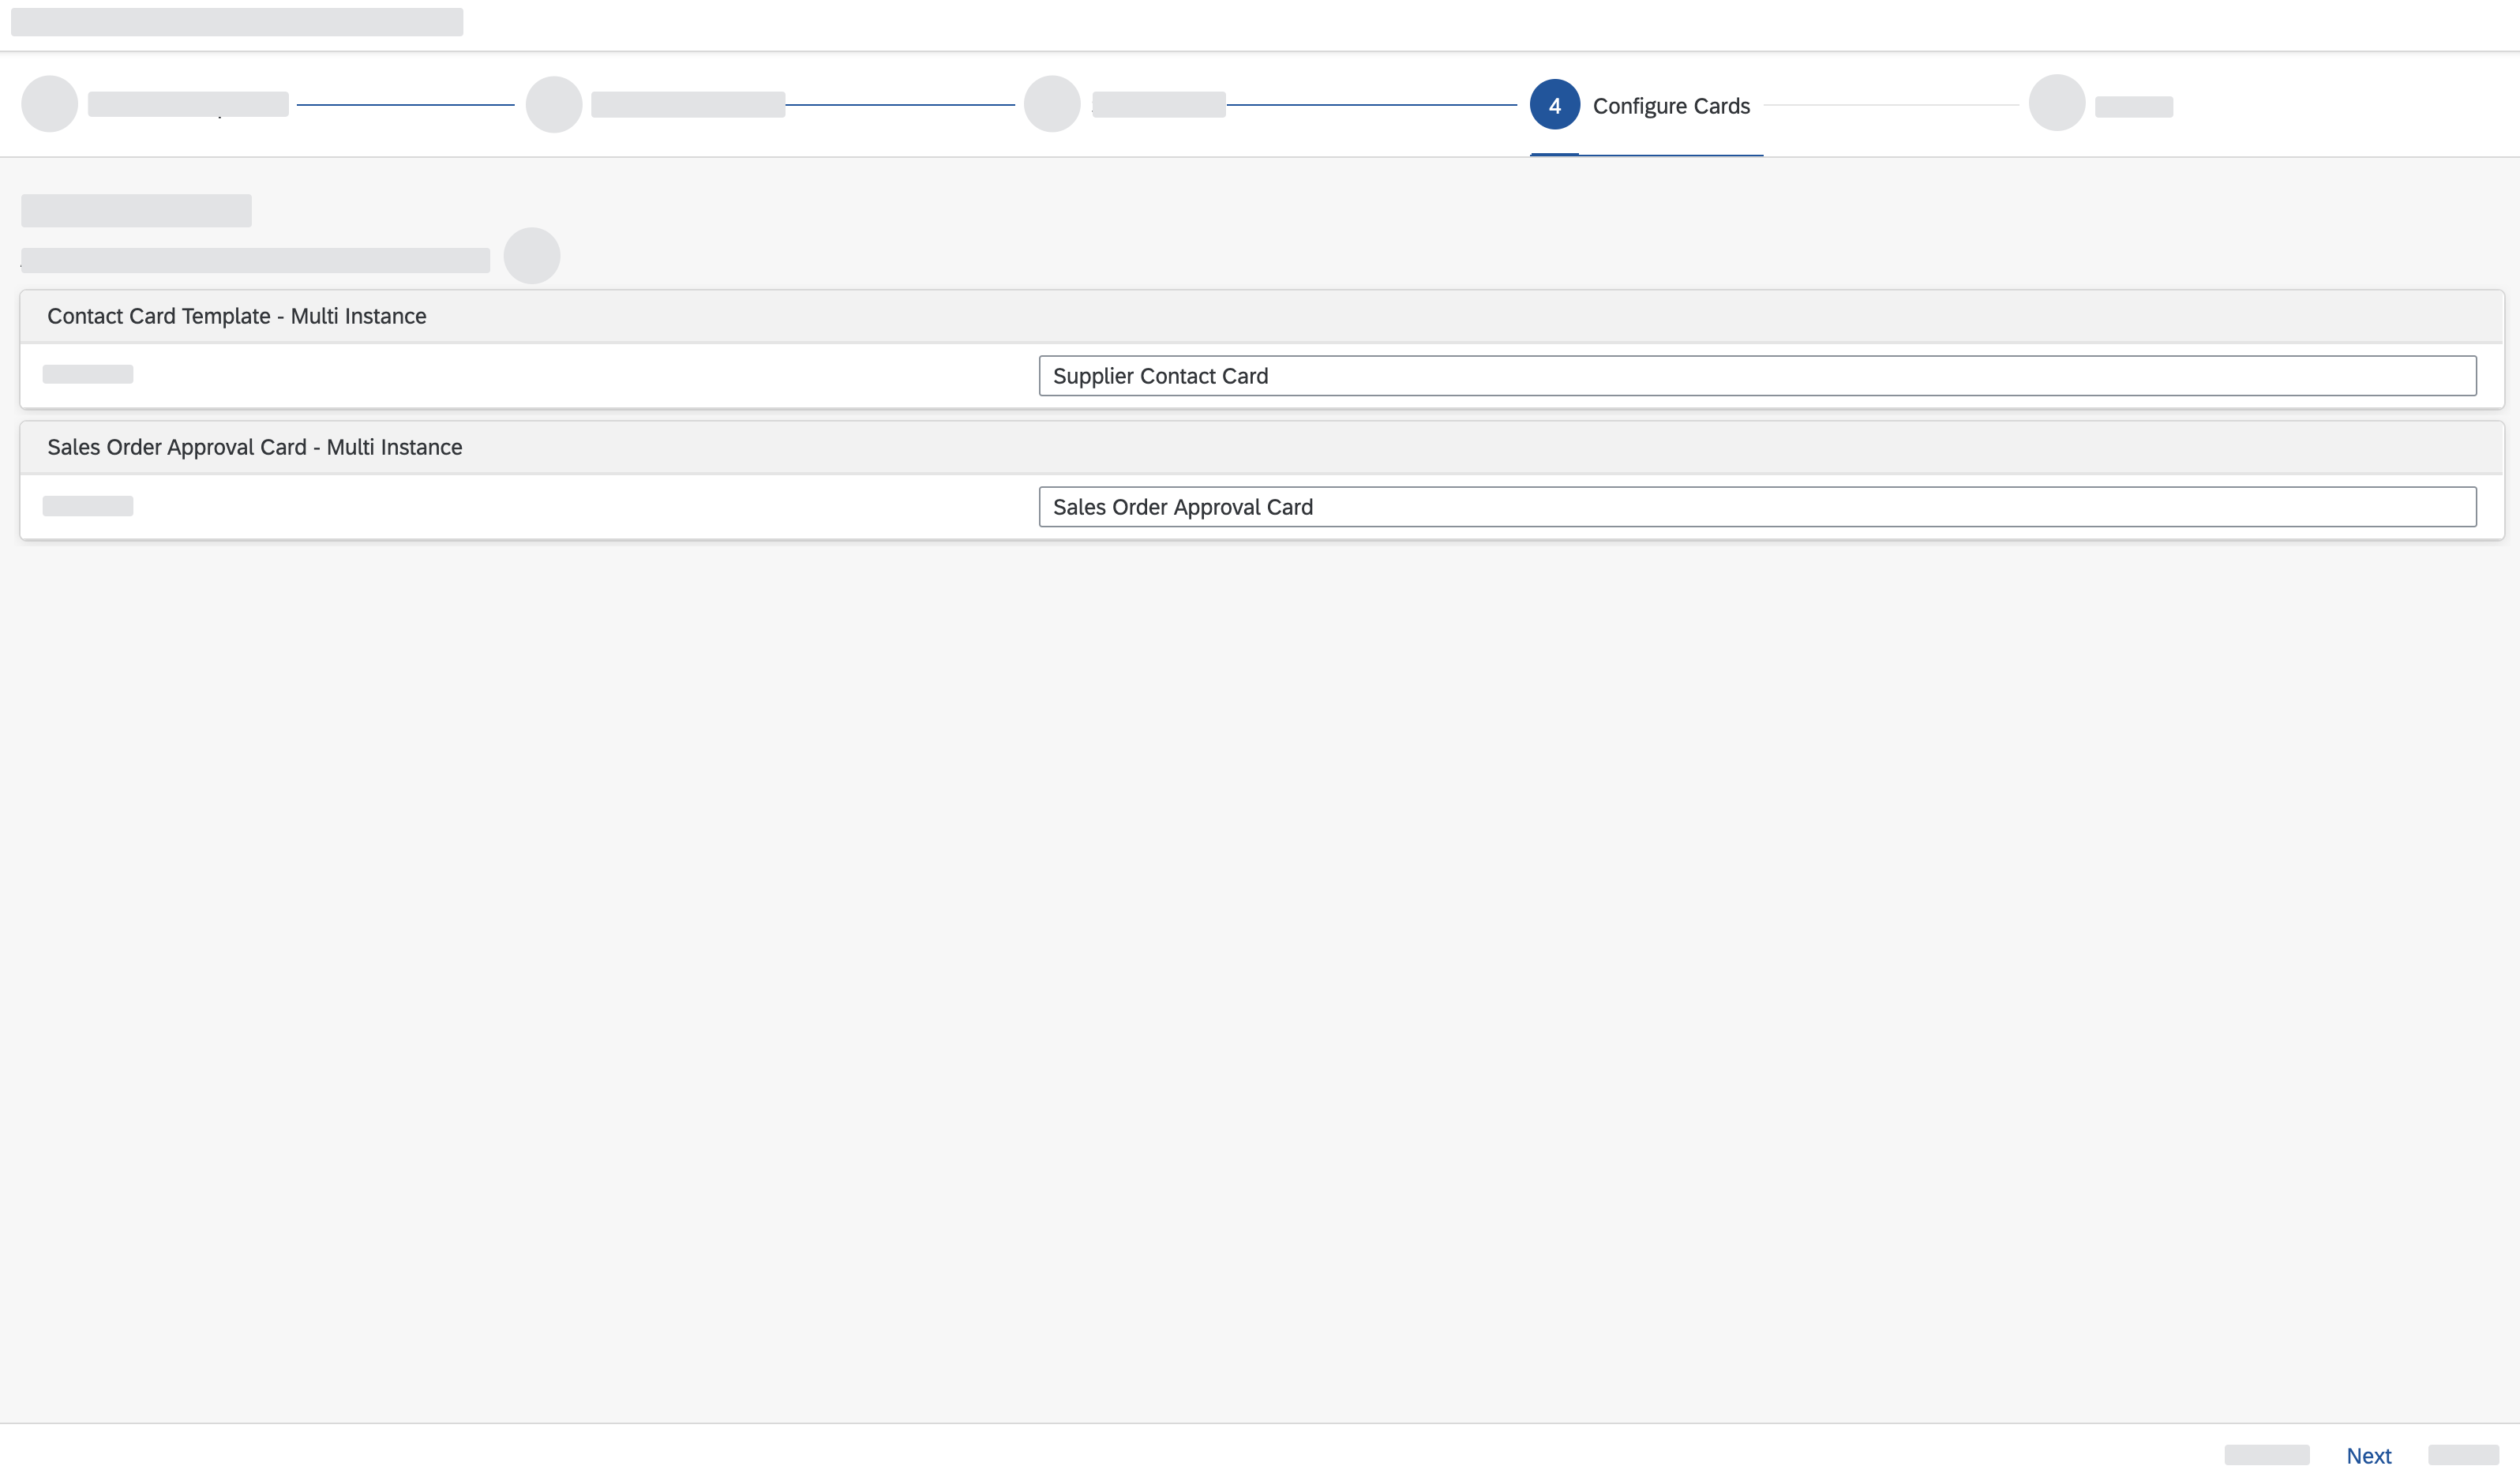 4 Configure Cards
Contact Card Template - Multi Instance
Supplier Contact Card
Sales Order Approval Card - Multi Instance
Sales Order Approval Card
Next